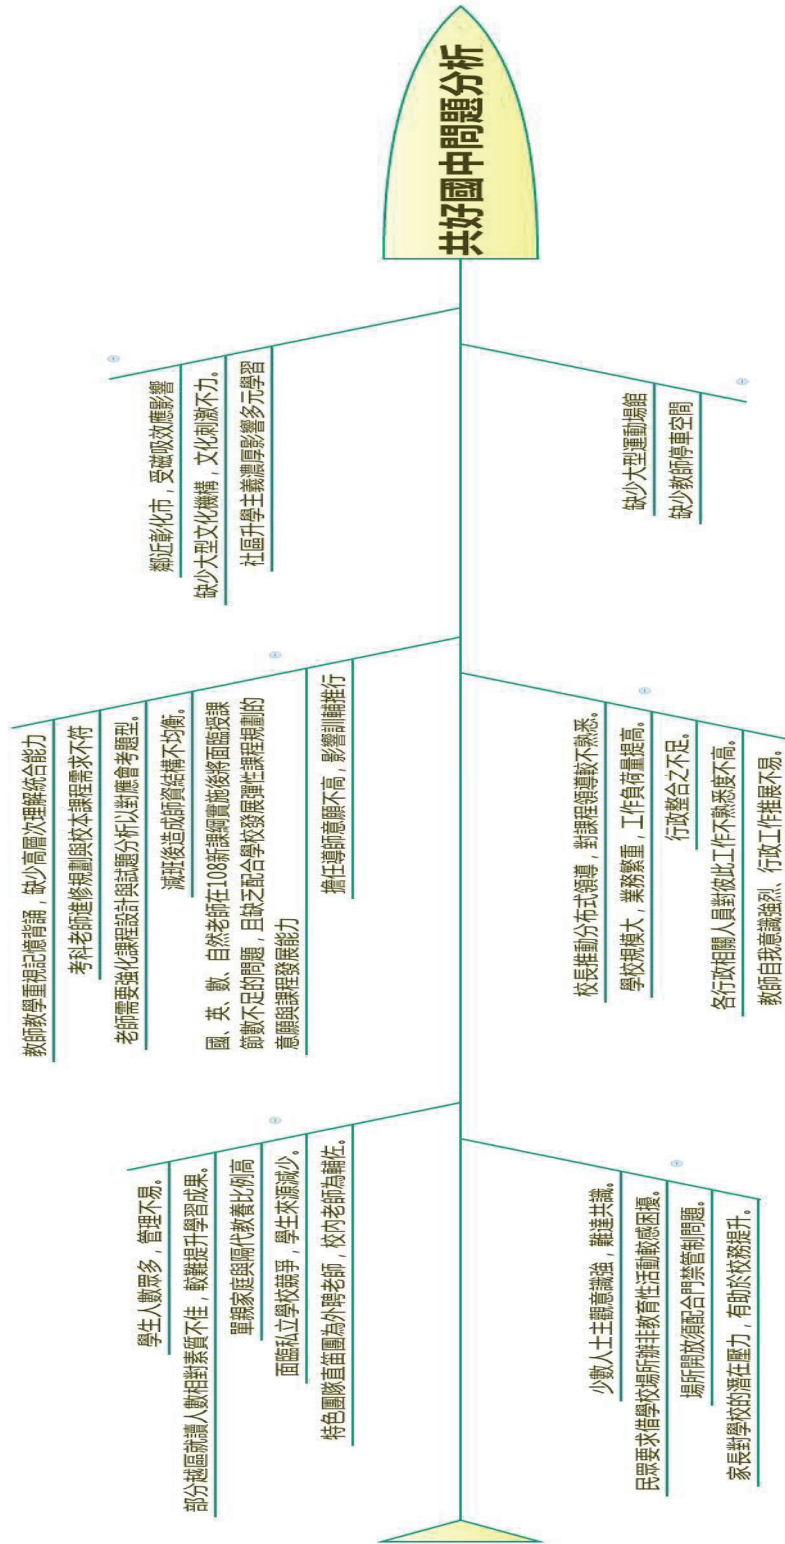 共好國中問題分析
鄰近彰化市，受磁吸效應影響
缺少大型文化機構，文化刺激不力。
社區升學主義濃厚影響多元學習
缺少大型運動場館
缺少教師停車空間
教師教學重視記憶背誦，缺少高層次理解統合能力
考科老師進修規劃與校本課程需求不符
老師需要強化課程設計與試題分析以對應會考題型。
減班後造成師資結構不均衡。
國、英、數、自然老師在108新課綱實施後將面臨授課
節數不足的問題，且缺乏配合學校發展彈性課程規劃的
意願與課程發展能力
擔任導師意願不高，影響訓輔推行
校長推動分布式領導，對課程領導較不熟悉。
學校規模大，業務繁重，工作負荷量提高。
行政整合之不足。
各行政相關人員對彼此工作不熟悉度不高。
教師自我意識強烈、行政工作推展不易。
學生人數眾多，管理不易。
部分越區就讀人數相對素質不佳，較難提升學習成果。
單親家庭與隔代教養比例高
面臨私立學校競爭，學生來源減少。
特色團隊直笛團為外聘老師，校內老師為輔佐。
少數人士主觀意識強，難達共識。
民眾要求借學校場所辦非教育性活動較感困擾。
場所開放須配合門禁管制問題。
家長對學校的潛在壓力，有助於校務提升。